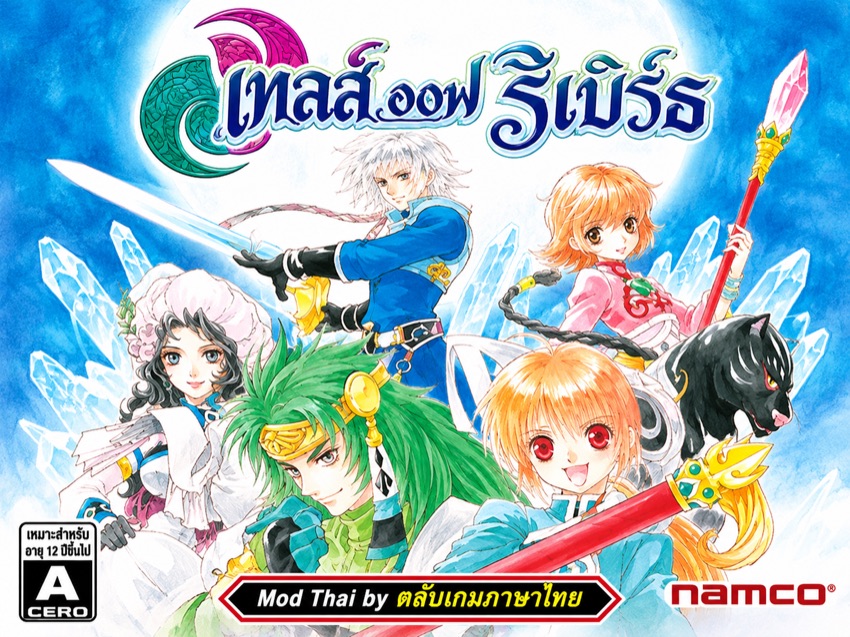 เทลส์ ออฟ รีเบิร์ธ
เหมาะสำหรับ
อายุ 12 ปีขึ้นไป
A
CERO
Mod Thai by ตลับเกมภาษาไทย
namco®